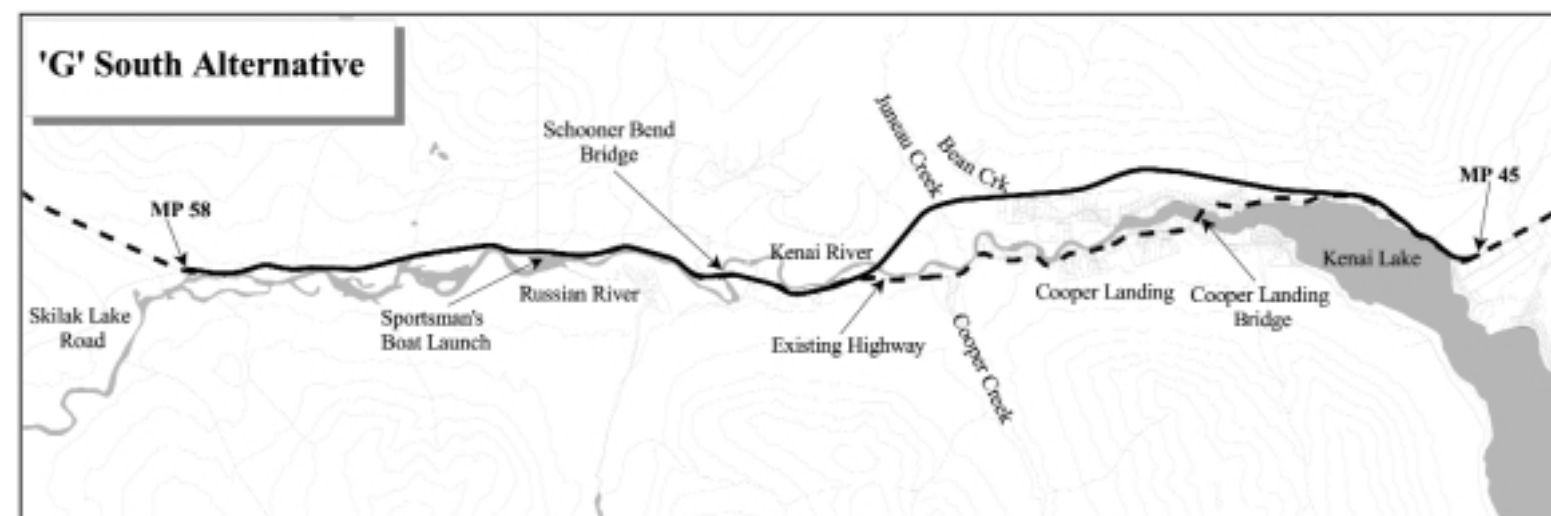 'G' South Alternative
Schooner Bend
Bridge
Juneau Creek
Bean Crk
MP 45
MP 58
Kenai River
Kenai Lake
Skilak Lake
Road
Sportsman's
Boat Launch
Russian River
Existing Highway
Cooper Creek
Cooper Landing
Cooper Landing
Bridge